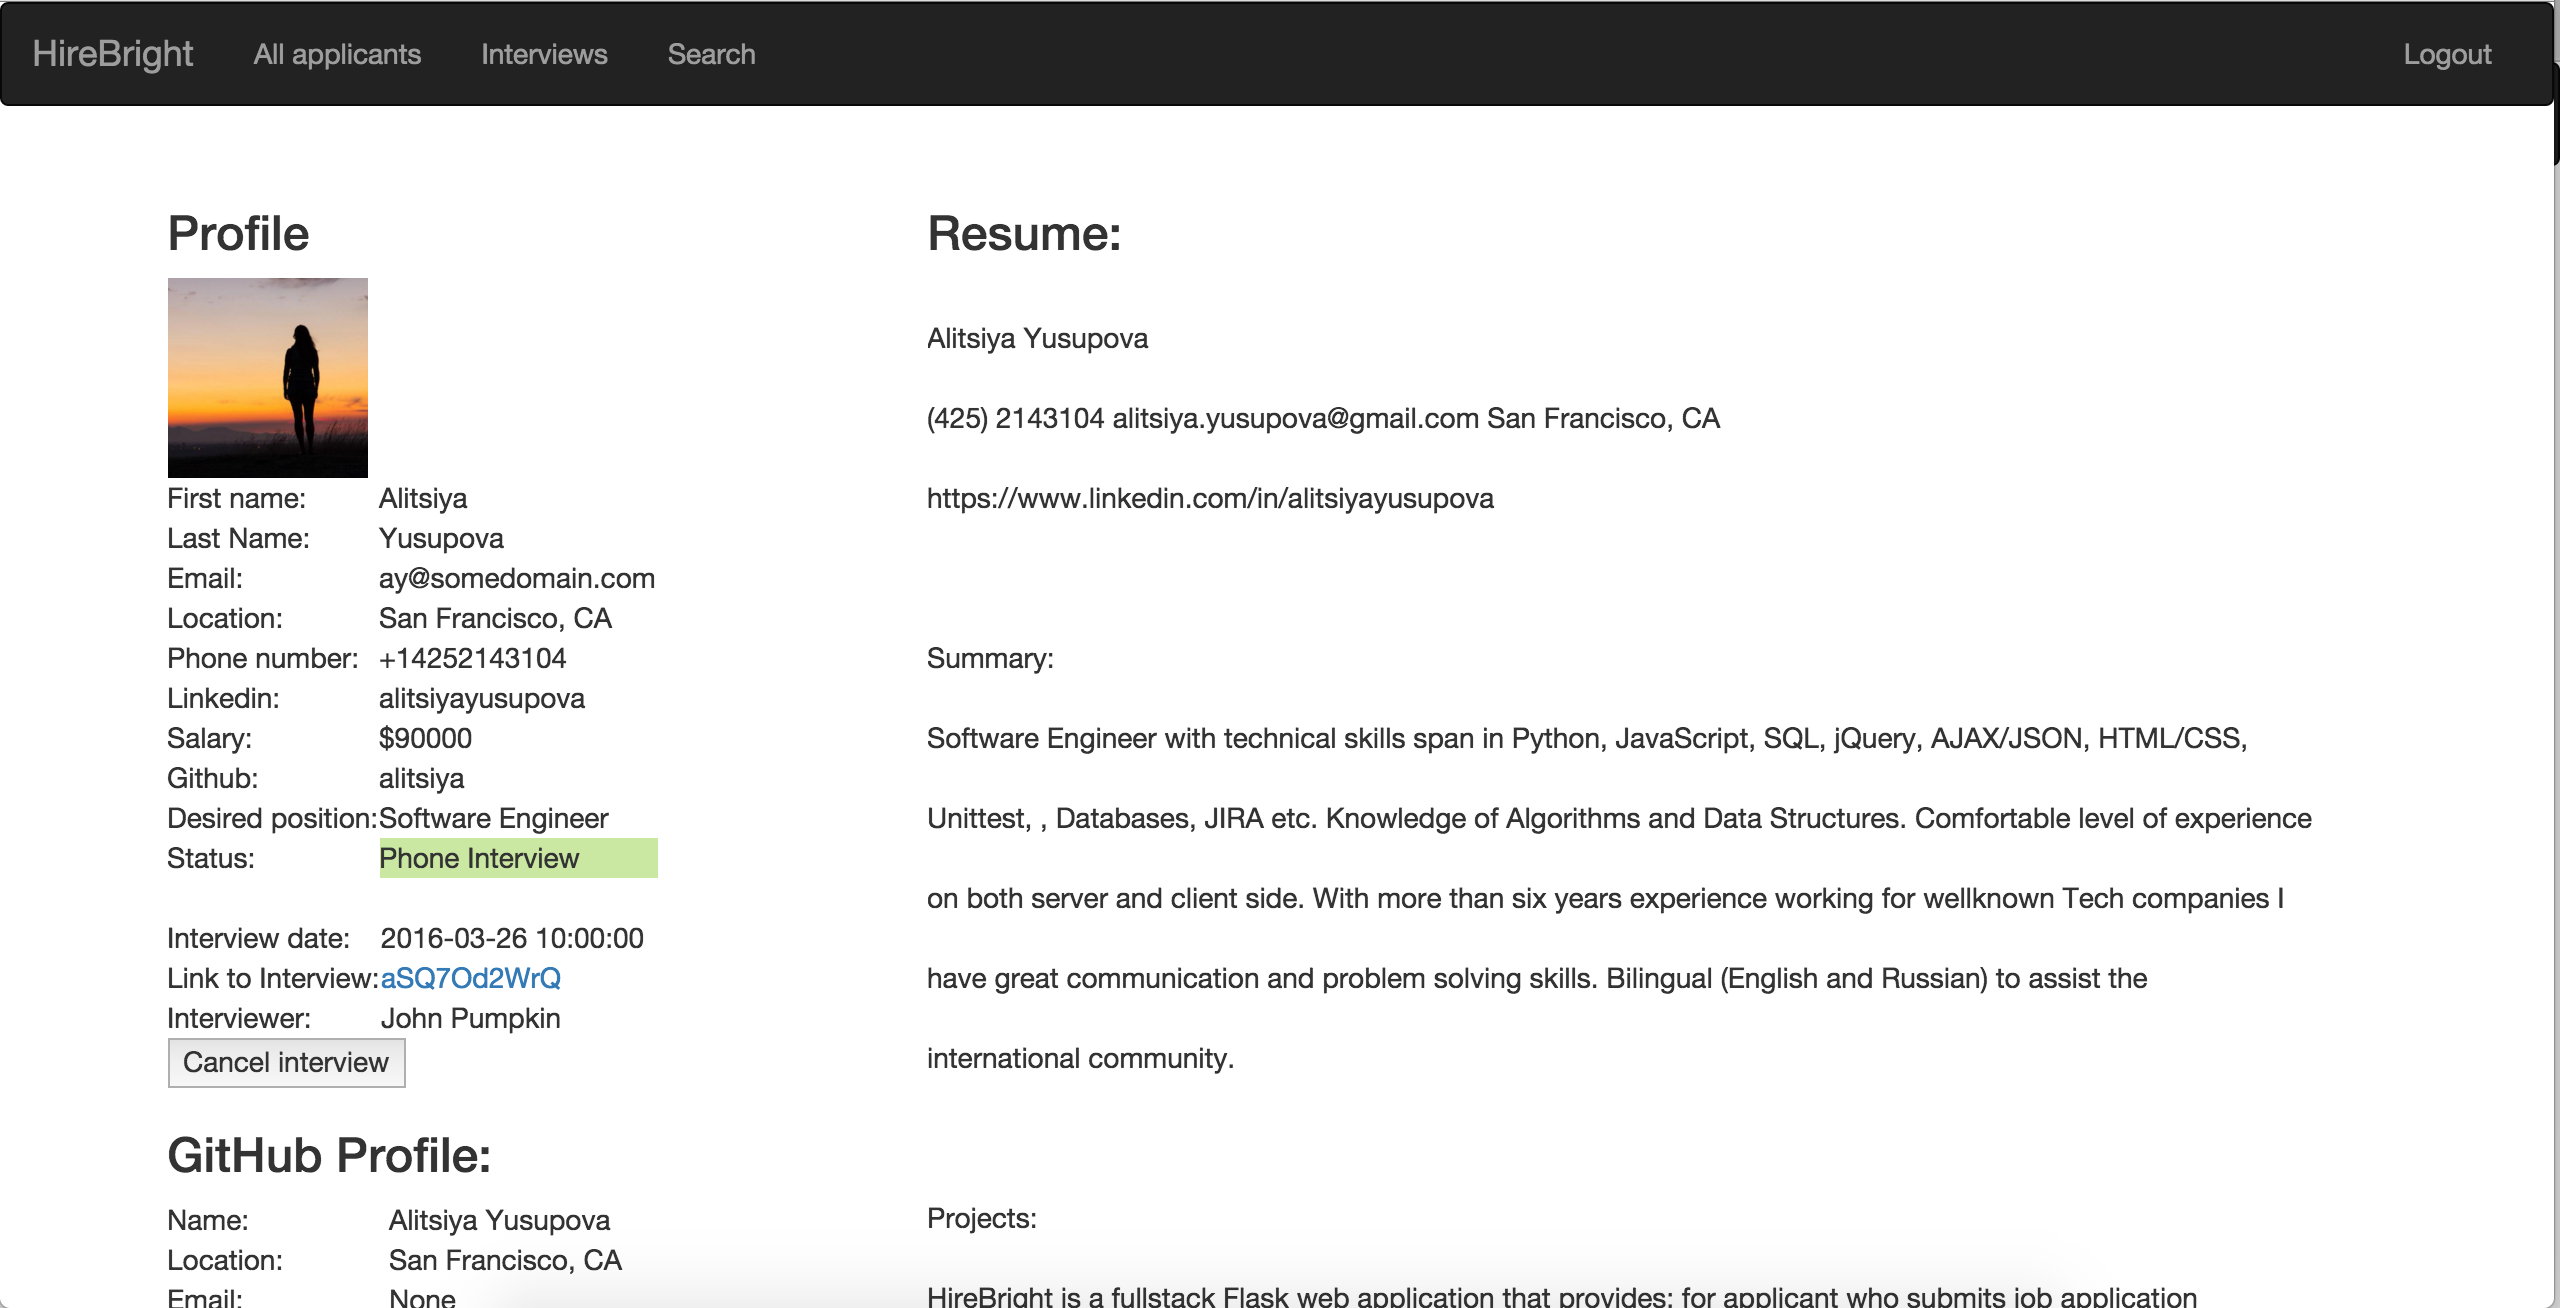 HireBright All applicants Interviews Search Logout
Profile
First name: Alitsiya
Last Name: Yusupova
Email: ay@somedomain.com
Location: San Francisco, CA
Phone number: +14252143104
Linkedin: alitsiyayusupova
Salary: $90000
Github: alitsiya
Desired position:Software Engineer
Status: Phone Interview
Interview date: 2016-03-26 10:00:00
Link to Interview:aSQ7Od2WrQ
Interviewer: John Pumpkin
Cancel interview
GitHub Profile:
Name: Alitsiya Yusupova
Location: San Francisco, CA
Email: None
Resume:
Alitsiya Yusupova
(425) 2143104 alitsiya.yusupova@gmail.com San Francisco, CA
https://www.linkedin.com/in/alitsiyayusupova
Summary:
Software Engineer with technical skills span in Python, JavaScript, SQL, jQuery, AJAX/JSON, HTML/CSS,
Unittest, , Databases, JIRA etc. Knowledge of Algorithms and Data Structures. Comfortable level of experience
on both server and client side. With more than six years experience working for wellknown Tech companies I
have great communication and problem solving skills. Bilingual (English and Russian) to assist the
international community.
Projects:
HireBright is a fullstack Flask web application that provides: for applicant who submits job application